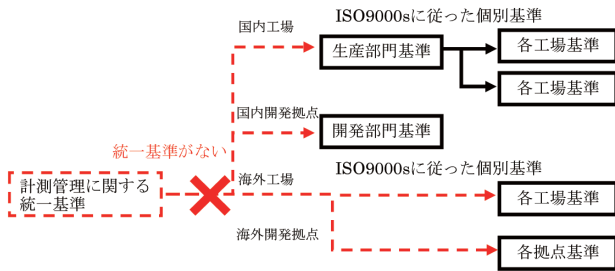 ISO9000sに従った個別基準
国内工場
生産部門基準
各工場基準
各工場基準
国内開発拠点
開発部門基準
統一基準がない
ISO9000sに従った個別基準
計測管理に関する
統一基準
海外工場
各工場基準
海外開発拠点
各拠点基準